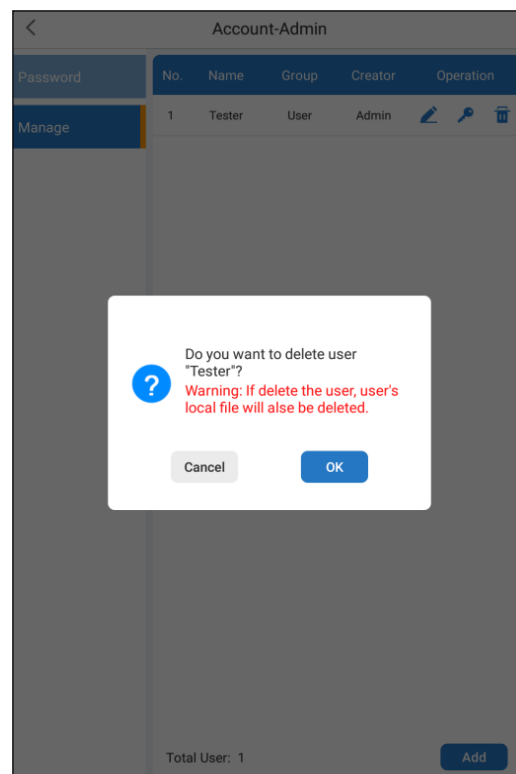 Account-Admin
Password
No. Name Group Creator Operation
Manage
1 Tester User Admin
Do you want to delete user
"Tester"?
Warning: If delete the user, user's
local file will alse be deleted.
?
Cancel OK
Total User: 1 Add